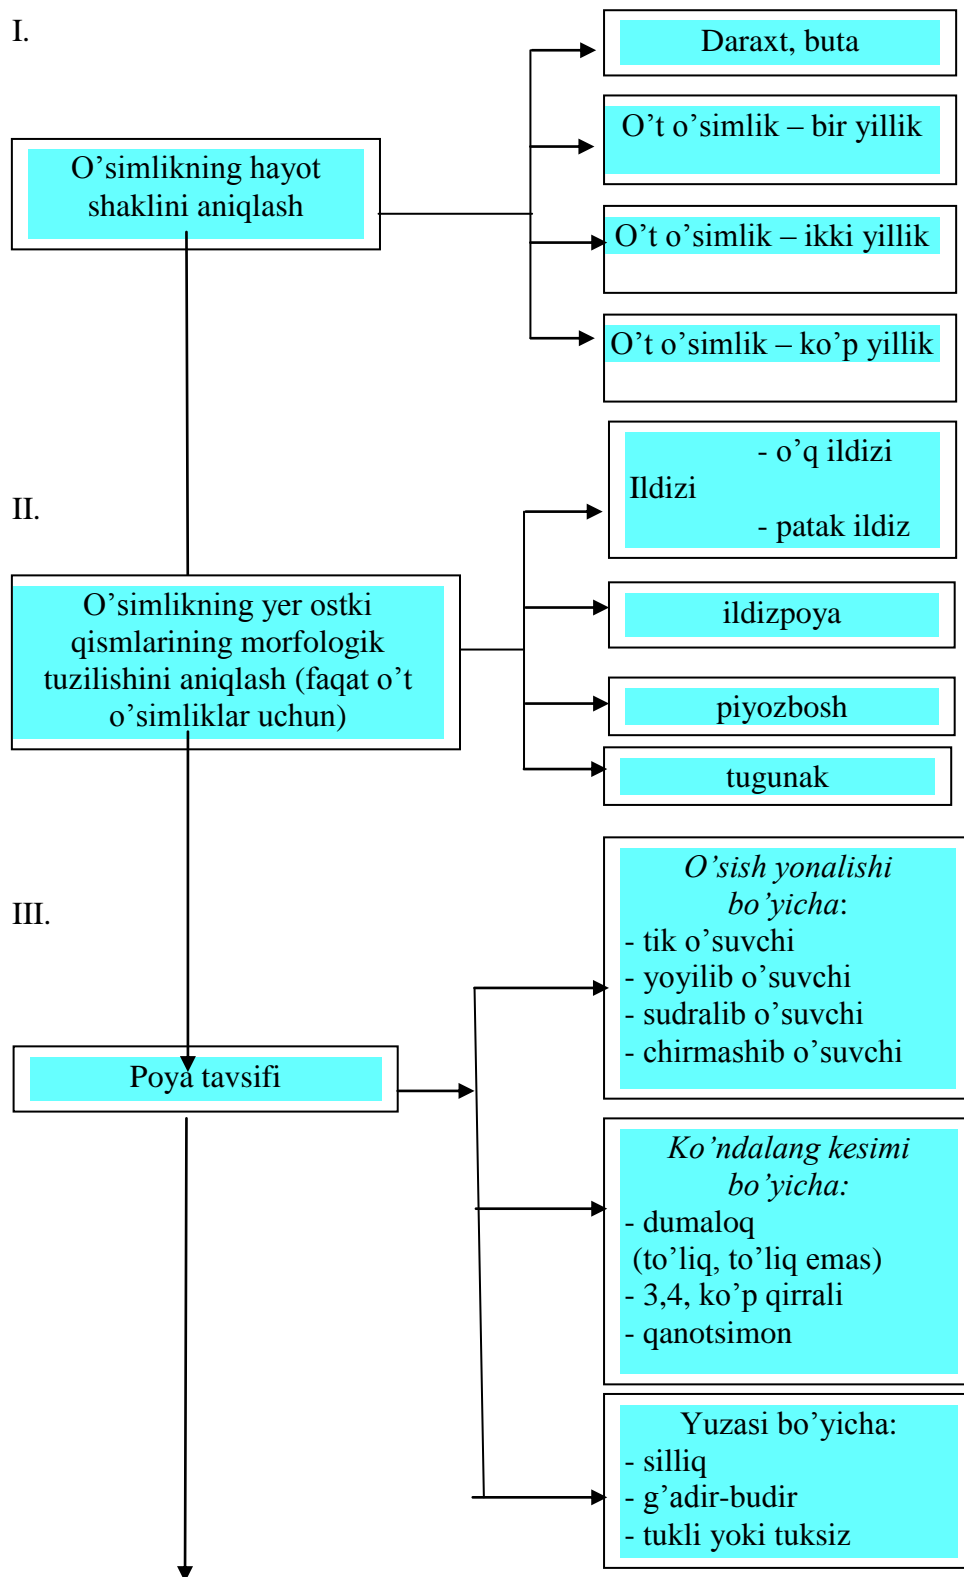 I.
O’simlikning hayot
shaklini aniqlash
Daraxt, buta
O’t o’simlik – bir yillik
O’t o’simlik – ikki yillik
O’t o’simlik – ko’p yillik
II.
O’simlikning yer ostki
qismlarining morfologik
tuzilishini aniqlash (faqat o’t
o’simliklar uchun)
- o’q ildizi
Ildizi
- patak ildiz
ildizpoya
piyozbosh
tugunak
III.
Poya tavsifi
O’sish yonalishi
bo’yicha:
- tik o’suvchi
- yoyilib o’suvchi
- sudralib o’suvchi
- chirmashib o’suvchi
Ko’ndalang kesimi
bo’yicha:
- dumaloq
(to’liq, to’liq emas)
- 3,4, ko’p qirrali
- qanotsimon
Yuzasi bo’yicha:
- silliq
- g’adir-budir
- tukli yoki tuksiz